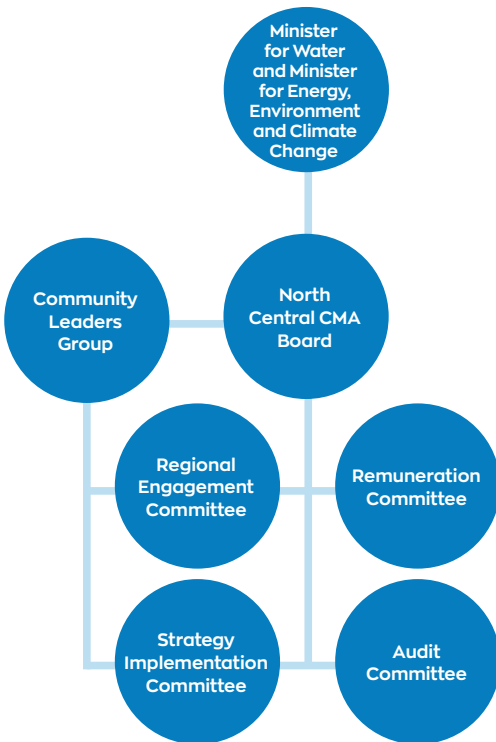 Minister
for Water
and Minister
for Energy,
Environment
and Climate
Change
Community
Leaders
Group
North
Central CMA
Board
Regional
Engagement
Committee
Remuneration
Committee
Strategy
Implementation
Committee
Audit
Committee